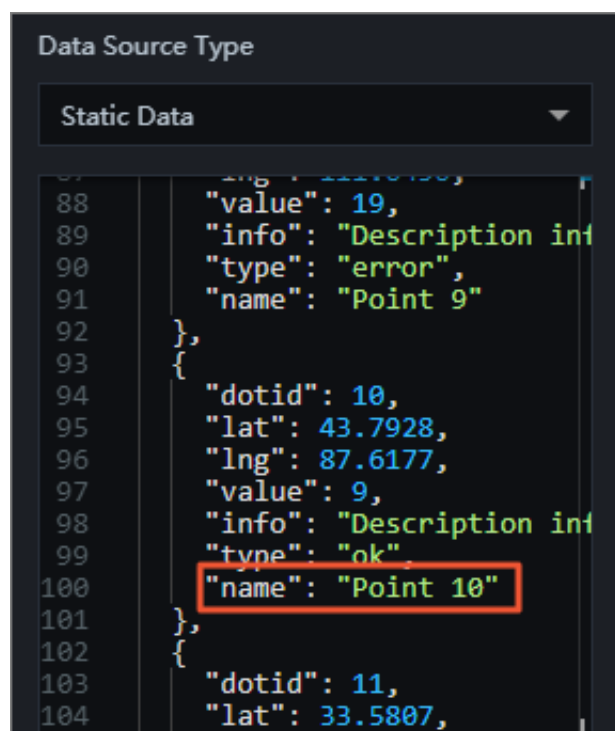 Data Source Type
Static Data
88 "value": 19,
89 "info": "Description inf
90 "type": "error",
91 "name": "Point 9"
92 },
93 {
94 "dotid": 10,
95 "lat": 43.7928,
96 "lng": 87.6177,
97 "value": 9,
98 "info": "Description inf
99 "type": "ok",
100 "name": "Point 10"
101 },
102 {
103 "dotid": 11,
104 "lat": 33.5807,